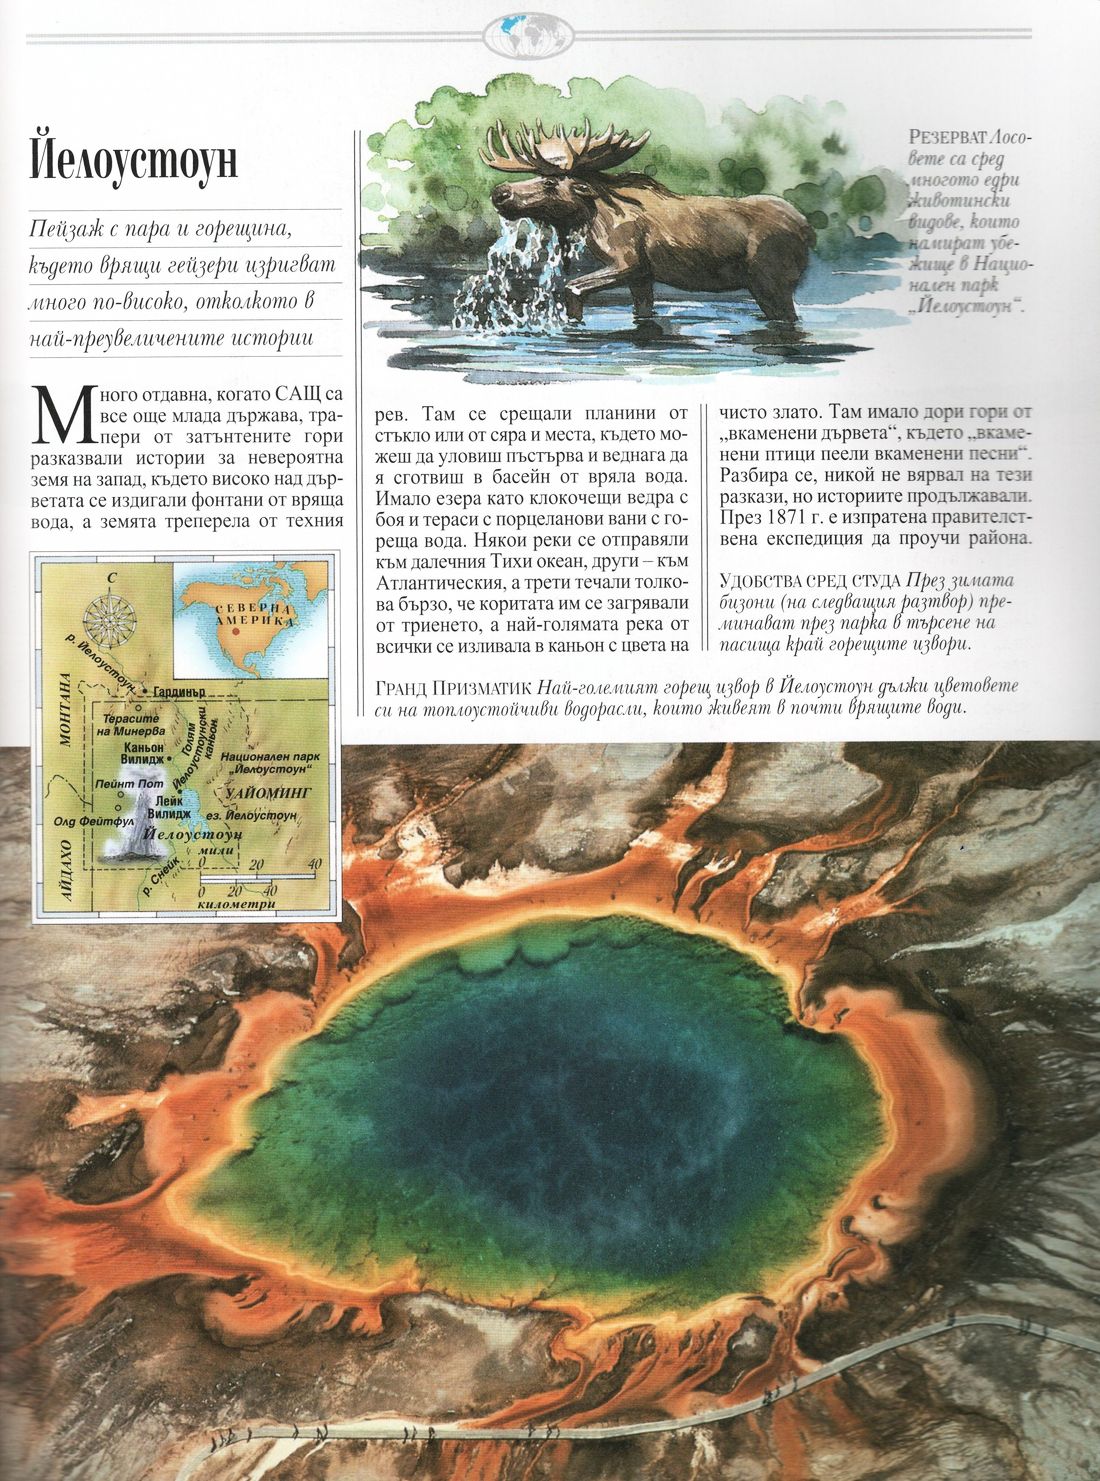 Йелоустоун
Пейзаж с пара и горещина,
където врящи гейзери изригват
много по-високо, отколкото в
най-преувеличените истории
РЕЗЕРВАТ Лосо-
вете са сред
многото едри
животински
видове, които
намират убе-
жище в Нацио-
нален парк
„Йелоустоун“.
Много отдавна, когато САЩ са
все още млада държава, тра-
пери от затънтените гори
разказвали истории за невероятна
земя на запад, където високо над дър-
ветата се издигали фонтани от вряща
вода, а земята треперела от техния
рев. Там се срещали планини от
стъкло или от сяра и места, където мо-
жеш да уловиш пъстърва и веднага да
я сготвиш в басейн от вряла вода.
Имало езера като клокочещи ведра с
боя и тераси с порцеланови вани с го-
реща вода. Някои реки се отправяли
към далечния Тихи океан, други – към
Атлантическия, а трети течали толко-
ва бързо, че коритата им се загрявали
от триенето, а най-голямата река от
всички се изливала в каньон с цвета на
чисто злато. Там имало дори гори от
„вкаменени дървета“, където „вкаме-
нени птици пеели вкаменени песни“.
Разбира се, никой не вярвал на тези
разкази, но историите продължавали.
През 1871 г. е изпратена правителст-
вена експедиция да проучи района.
УДОБСТВА СРЕД СТУДА През зимата
бизони (на следващия разтвор) пре-
минават през парка в търсене на
пасища край горещите извори.
ГРАНД ПРИЗМАТИК Най-големият горещ извор в Йелоустоун дължи цветовете
си на топлоустойчиви водорасли, които живеят в почти врящите води.
С
СЕВЕРНА
АМЕРИКА
р. Йелоустоун
МОНТАНА
Гардинър
Терасите
на Минерва
Голям
Йелоустоунски
каньон
Каньон
Вилидж
Национален парк
„Йелоустоун“
Пейнт Пот
УАЙОМИНГ
Лейк
Вилидж
ез. Йелоустоун
Олд Фейтфул
Йелоустоун
АЙДАХО
р. Снейк
мили
0 20 40
0 20 40
километри